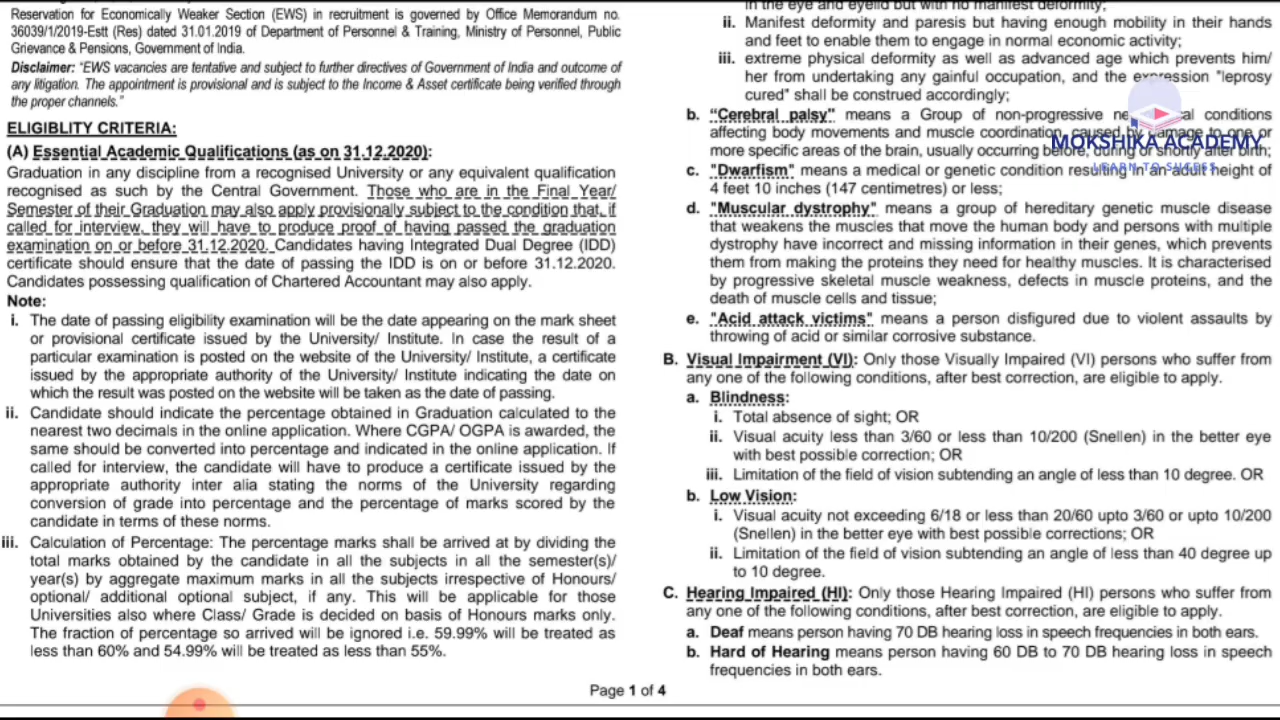 Reservation for Economically Weaker Section (EWS) in recruitment is governed by Office Memorandum no.
36039/1/2019-Estt (Res) dated 31.01.2019 of Department of Personnel & Training, Ministry of Personnel, Public
Grievance & Pensions, Government of India.
Disclaimer: “EWS vacancies are tentative and subject to further directives of Government of India and outcome of
any litigation. The appointment is provisional and is subject to the Income & Asset certificate being verified through
the proper channels.”
ELIGIBLITY CRITERIA:
(A) Essential Academic Qualifications (as on 31.12.2020):
Graduation in any discipline from a recognised University or any equivalent qualification
recognised as such by the Central Government. Those who are in the Final Year/
Semester of their Graduation may also apply provisionally subject to the condition that, if
called for interview, they will have to produce proof of having passed the graduation
examination on or before 31.12.2020. Candidates having Integrated Dual Degree (IDD)
certificate should ensure that the date of passing the IDD is on or before 31.12.2020.
Candidates possessing qualification of Chartered Accountant may also apply.
Note:
i. The date of passing eligibility examination will be the date appearing on the mark sheet
or provisional certificate issued by the University/ Institute. In case the result of a
particular examination is posted on the website of the University/ Institute, a certificate
issued by the appropriate authority of the University/ Institute indicating the date on
which the result was posted on the website will be taken as the date of passing.
ii. Candidate should indicate the percentage obtained in Graduation calculated to the
nearest two decimals in the online application. Where CGPA/ OGPA is awarded, the
same should be converted into percentage and indicated in the online application. If
called for interview, the candidate will have to produce a certificate issued by the
appropriate authority inter alia stating the norms of the University regarding
conversion of grade into percentage and the percentage of marks scored by the
candidate in terms of these norms.
iii. Calculation of Percentage: The percentage marks shall be arrived at by dividing the
total marks obtained by the candidate in all the subjects in all the semester(s)/
year(s) by aggregate maximum marks in all the subjects irrespective of Honours/
optional/ additional optional subject, if any. This will be applicable for those
Universities also where Class/ Grade is decided on basis of Honours marks only.
The fraction of percentage so arrived will be ignored i.e. 59.99% will be treated as
less than 60% and 54.99% will be treated as less than 55%.
in the eye and eyelid but with no manifest deformity;
ii. Manifest deformity and paresis but having enough mobility in their hands
and feet to enable them to engage in normal economic activity;
iii. extreme physical deformity as well as advanced age which prevents him/
her from undertaking any gainful occupation, and the expression "leprosy
cured" shall be construed accordingly;
b. “Cerebral palsy” means a Group of non-progressive conditions
affecting body movements and muscle coordination, caused by damage to one or
more specific areas of the brain, usually occurring before, during or shortly after birth;
c. "Dwarfism" means a medical or genetic condition resulting in an adult height of
4 feet 10 inches (147 centimetres) or less;
d. "Muscular dystrophy" means a group of hereditary genetic muscle disease
that weakens the muscles that move the human body and persons with multiple
dystrophy have incorrect and missing information in their genes, which prevents
them from making the proteins they need for healthy muscles. It is characterised
by progressive skeletal muscle weakness, defects in muscle proteins, and the
death of muscle cells and tissue;
e. "Acid attack victims" means a person disfigured due to violent assaults by
throwing of acid or similar corrosive substance.
B. Visual Impairment (VI): Only those Visually Impaired (VI) persons who suffer from
any one of the following conditions, after best correction, are eligible to apply.
a. Blindness:
i. Total absence of sight; OR
ii. Visual acuity less than 3/60 or less than 10/200 (Snellen) in the better eye
with best possible correction; OR
iii. Limitation of the field of vision subtending an angle of less than 10 degree. OR
b. Low Vision:
i. Visual acuity not exceeding 6/18 or less than 20/60 upto 3/60 or upto 10/200
(Snellen) in the better eye with best possible corrections; OR
ii. Limitation of the field of vision subtending an angle of less than 40 degree up
to 10 degree.
C. Hearing Impaired (HI): Only those Hearing Impaired (HI) persons who suffer from
any one of the following conditions, after best correction, are eligible to apply.
a. Deaf means person having 70 DB hearing loss in speech frequencies in both ears.
b. Hard of Hearing means person having 60 DB to 70 DB hearing loss in speech
frequencies in both ears.
MOKSHIKA ACADEMY
Page 1 of 4